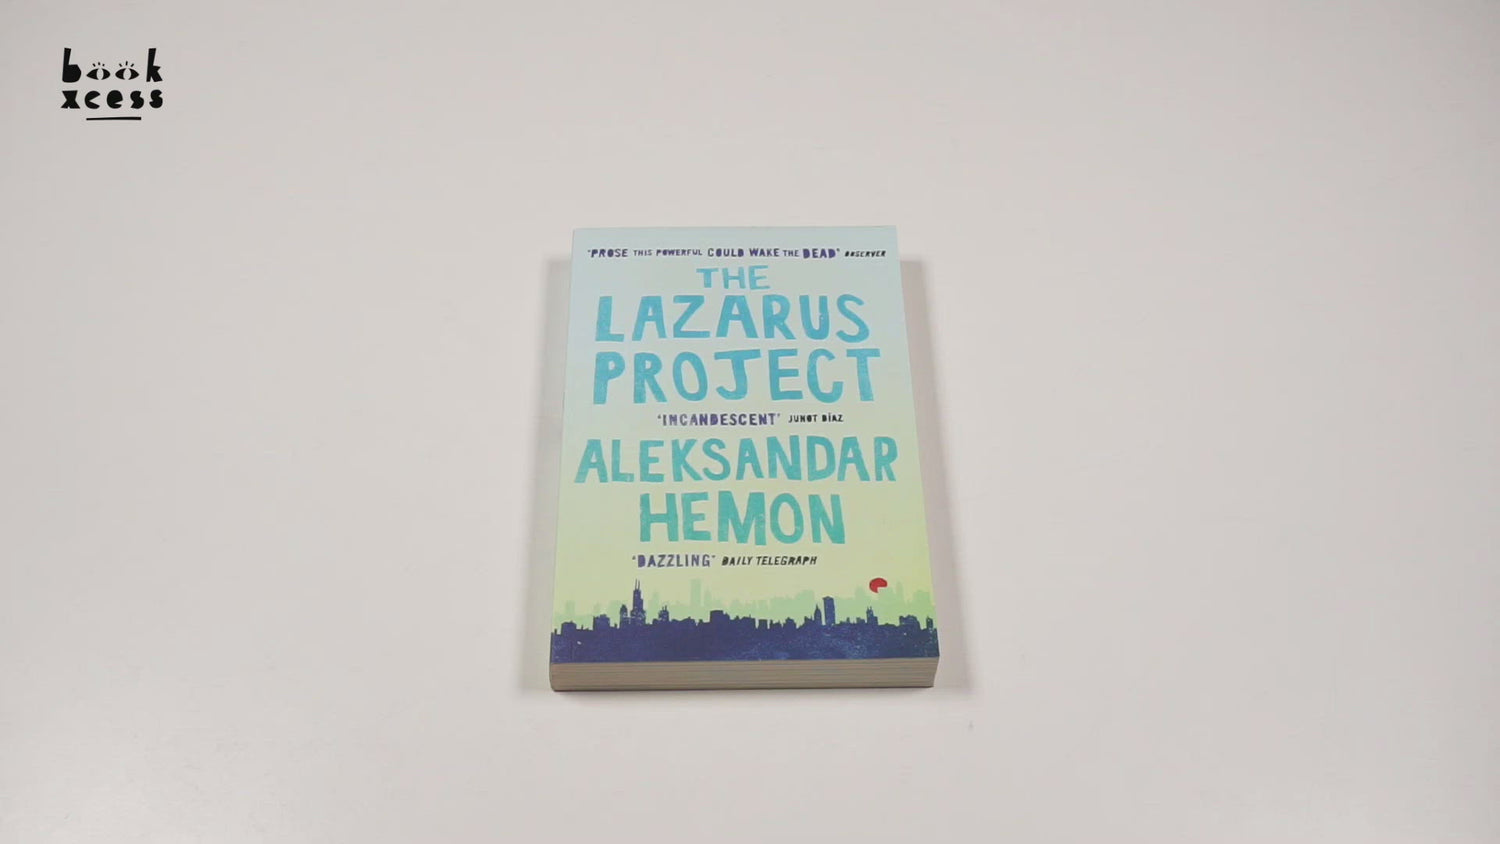 book
xcess
'PROSE THIS POWERFUL COULD WAKE THE DEAD' OBSERVER
THE
LAZARUS
PROJECT
'INCANDESCENT' JUNOT DÍAZ
ALEKSANDAR
HEMON
'DAZZLING' DAILY TELEGRAPH